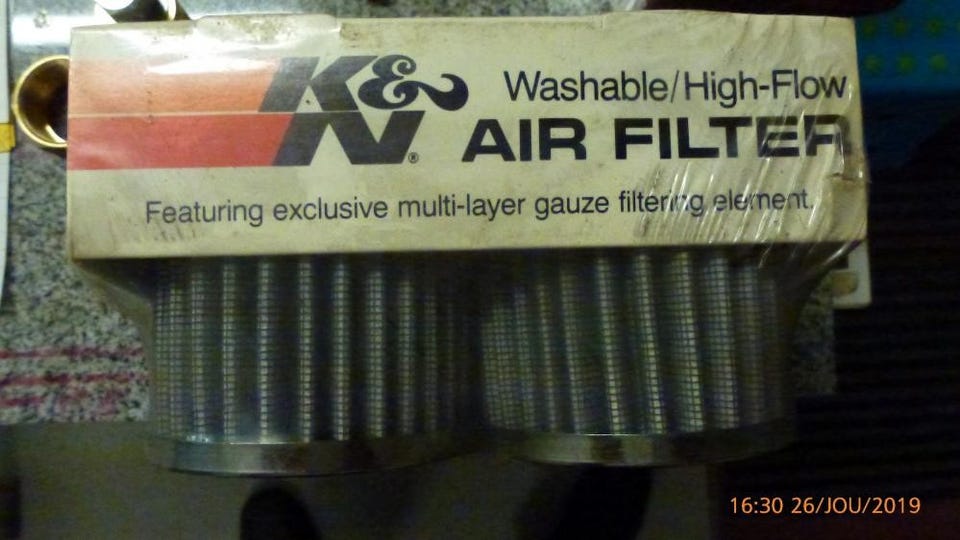 K&N®
Washable/High-Flow
AIR FILTER
Featuring exclusive multi-layer gauze filtering element.
16:30 26/JOU/2019